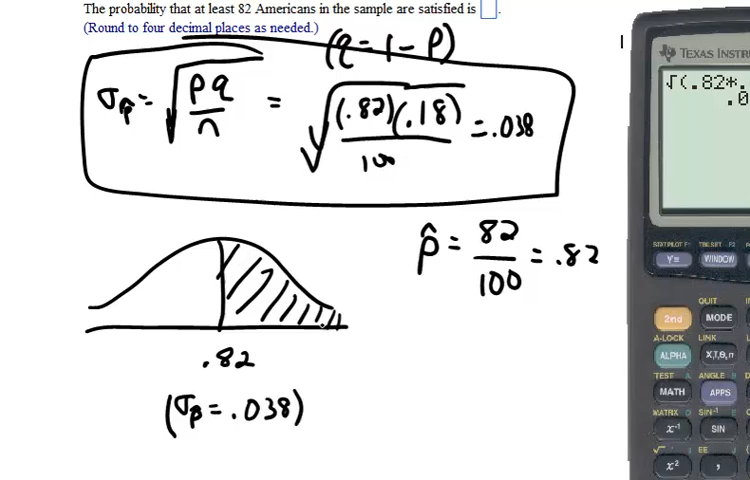 The probability that at least 82 Americans in the sample are satisfied is
(Round to four decimal places as needed.)
(q = 1 - p)
σp̂ = √(pq/n) = √((.82)(.18)/100) = .038
p̂ = 82/100 = .82
.82
(σp̂ = .038)
TEXAS INSTRU
√(.82*.
.0
STAT PLOT F1 TBLSET F2
Y= WINDOW
QUIT
2nd MODE
A-LOCK LINK
ALPHA X,T,θ,n
TEST A ANGLE B
MATH APPS
MATRX D SIN⁻¹ E
x⁻¹ SIN
√ I EE J
x² ,